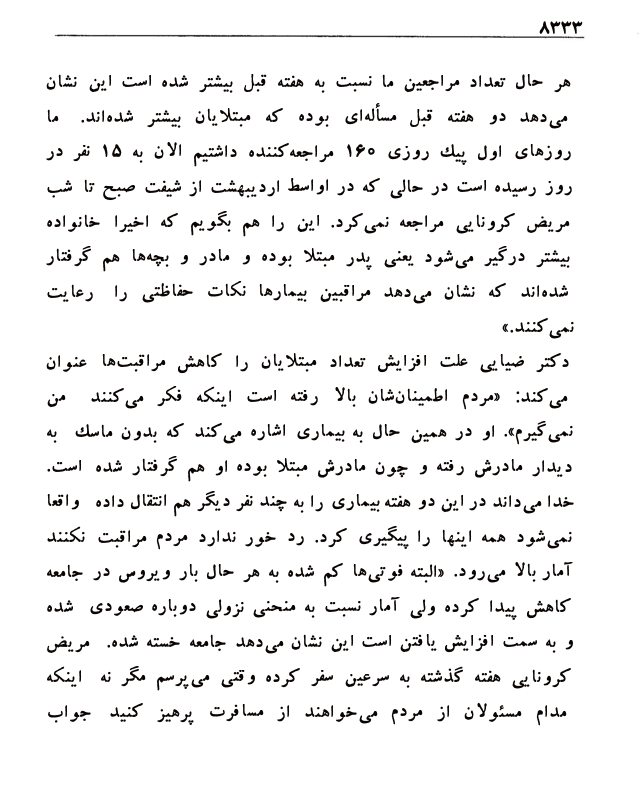 ۸۳۳۳
هر حال تعداد مراجعین ما نسبت به هفته قبل بیشتر شده است این نشان
می‌دهد دو هفته قبل مسأله‌ای بوده که مبتلایان بیشتر شده‌اند. ما
روزهای اول پیك روزی ۱۶۰ مراجعه‌کننده داشتیم الان به ۱۵ نفر در
روز رسیده است در حالی که در اواسط اردیبهشت از شیفت صبح تا شب
مریض کرونایی مراجعه نمی‌کرد. این را هم بگویم که اخیرا خانواده
بیشتر درگیر می‌شود یعنی پدر مبتلا بوده و مادر و بچه‌ها هم گرفتار
شده‌اند که نشان می‌دهد مراقبین بیمارها نکات حفاظتی را رعایت
نمی‌کنند.»
دکتر ضیایی علت افزایش تعداد مبتلایان را کاهش مراقبت‌ها عنوان
می‌کند: «مردم اطمینان‌شان بالا رفته است اینکه فکر می‌کنند من
نمی‌گیرم». او در همین حال به بیماری اشاره می‌کند که بدون ماسك به
دیدار مادرش رفته و چون مادرش مبتلا بوده او هم گرفتار شده است.
خدا می‌داند در این دو هفته بیماری را به چند نفر دیگر هم انتقال داده واقعا
نمی‌شود همه اینها را پیگیری کرد. رد خور ندارد مردم مراقبت نکنند
آمار بالا می‌رود. «البته فوتی‌ها کم شده به هر حال بار ویروس در جامعه
کاهش پیدا کرده ولی آمار نسبت به منحنی نزولی دوباره صعودی شده
و به سمت افزایش یافتن است این نشان می‌دهد جامعه خسته شده. مریض
کرونایی هفته گذشته به سرعین سفر کرده وقتی می‌پرسم مگر نه اینکه
مدام مسئولان از مردم می‌خواهند از مسافرت پرهیز کنید جواب